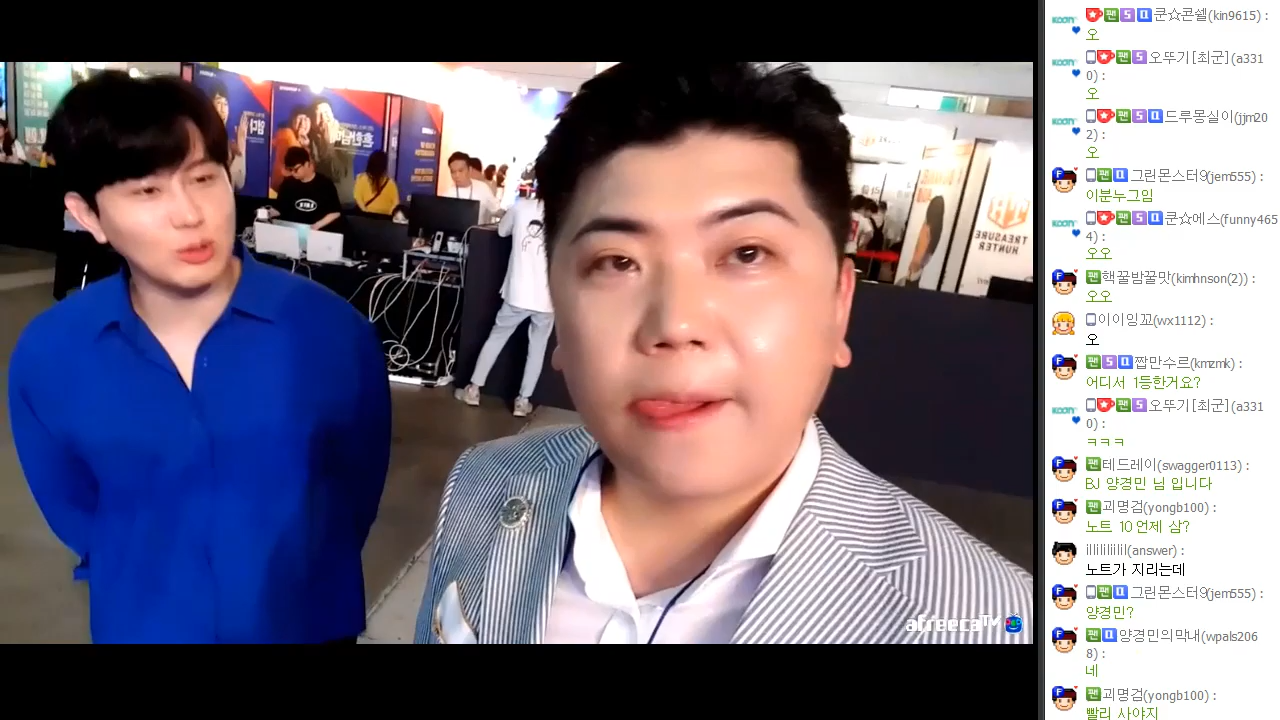 TREASURE
HUNTER
afreecaTV
쿤☆콘쉘(kin9615) :
오
오뚜기[최군](a331
0) :
오
드루몽실이(jjm20
2) :
오
그린몬스터9(jem555) :
이분누그임
쿤☆에스(funny465
4) :
오오
핵꿀밤꿀맛(kimhnson(2)) :
오오
이이잉꼬(wx1112) :
오
짭만수르(kmzmk) :
어디서 1등한거요?
오뚜기[최군](a331
0) :
ㅋㅋㅋ
테드레이(swagger0113) :
BJ 양경민 님 입니다
괴명검(yongb100) :
노트 10 언제 삼?
(answer) :
노트가 지리는데
그린몬스터9(jem555) :
양경민?
양경민의막내(wpals206
8) :
네
괴명검(yongb100) :
빨리 사야지